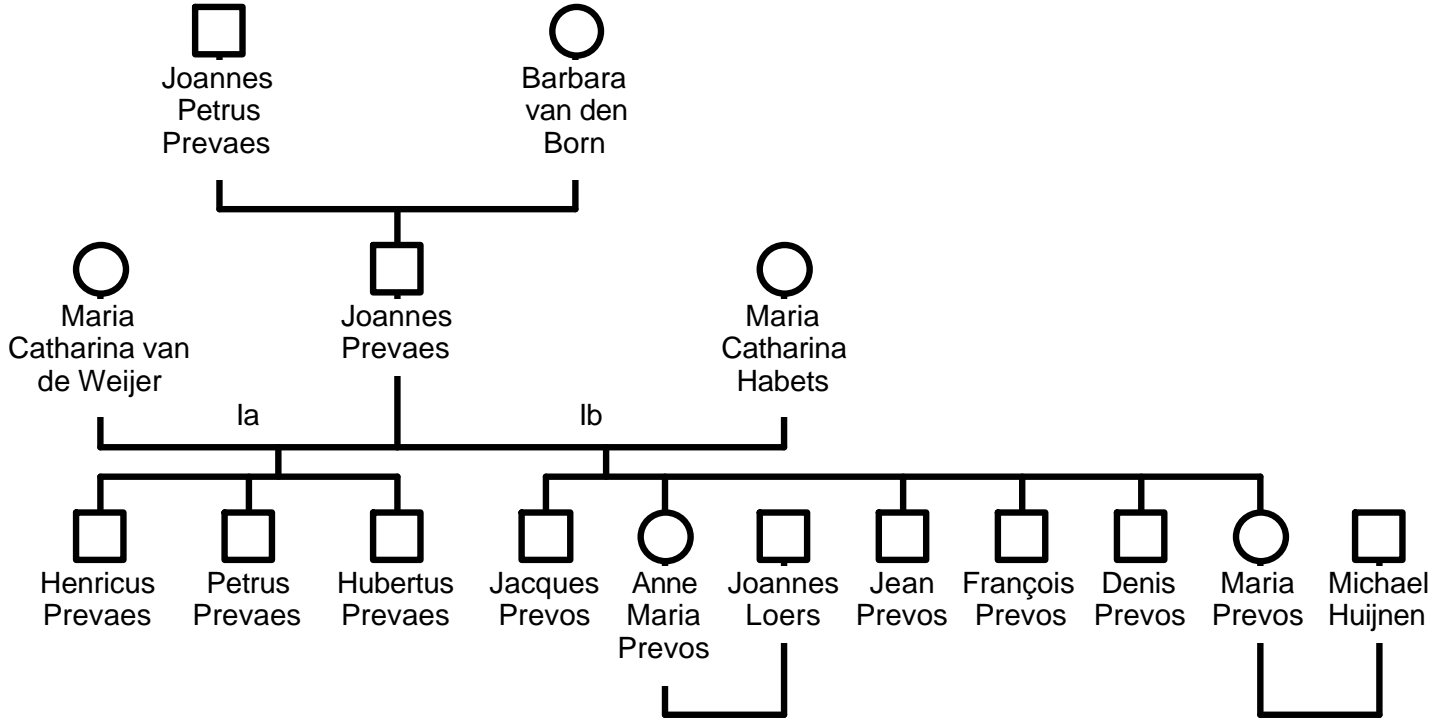 Joannes
Petrus
Prevaes
Barbara
van den
Born
Maria
Catharina van
de Weijer
Joannes
Prevaes
Maria
Catharina
Habets
Ia
Ib
Henricus
Prevaes
Petrus
Prevaes
Hubertus
Prevaes
Jacques
Prevos
Anne
Maria
Prevos
Joannes
Loers
Jean
Prevos
François
Prevos
Denis
Prevos
Maria
Prevos
Michael
Huijnen